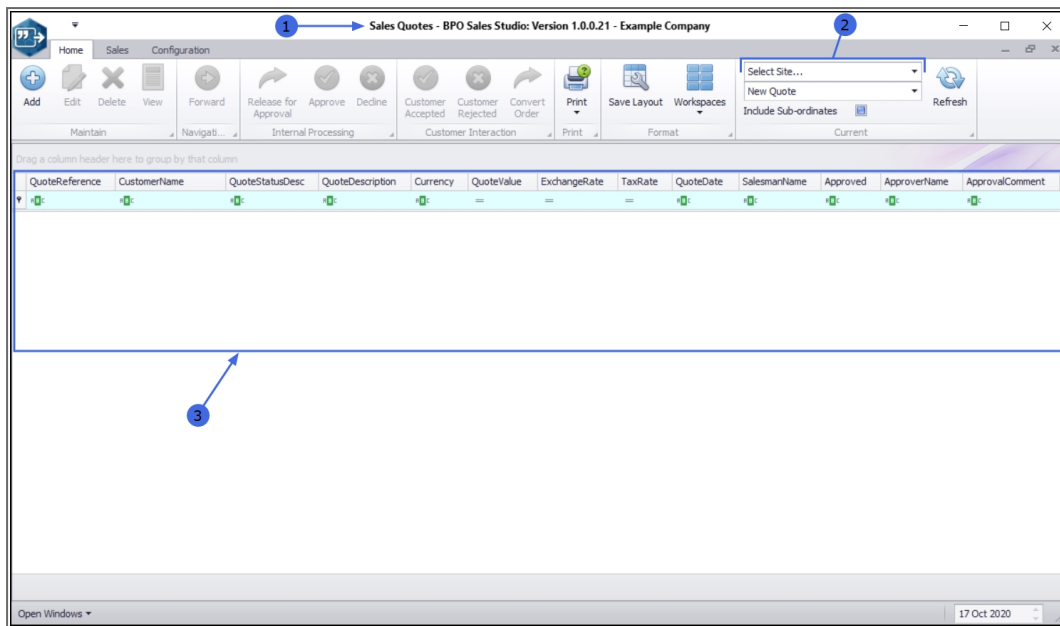 1
Sales Quotes - BPO Sales Studio: Version 1.0.0.21 - Example Company
2
Home Sales Configuration
Select Site...
New Quote
Include Sub-ordinates
Add Edit Delete View Forward Release for Approval Approve Decline Customer Accepted Customer Rejected Convert Order Print Save Layout Workspaces Refresh
Maintain Navigati... Internal Processing Customer Interaction Print Format Current
Drag a column header here to group by that column
QuoteReference CustomerName QuoteStatusDesc QuoteDescription Currency QuoteValue ExchangeRate TaxRate QuoteDate SalesmanName Approved ApproverName ApprovalComment
3
Open Windows 17 Oct 2020